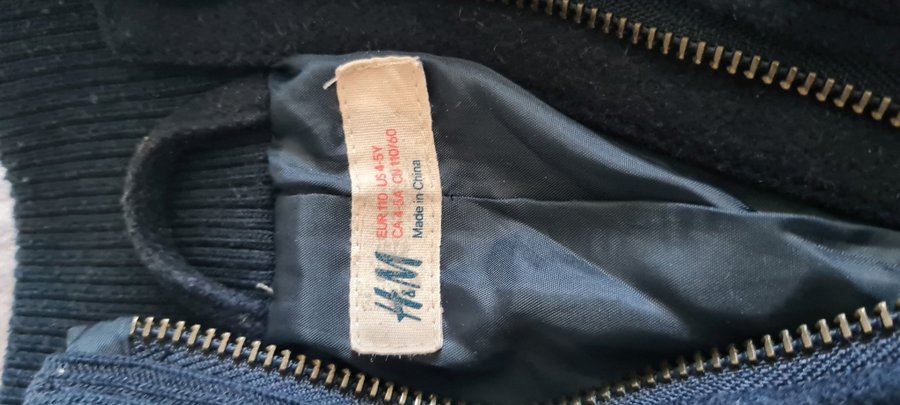 H&M
EUR 110 US 4-5Y
CA 4-5A CN 110/60
Made in China